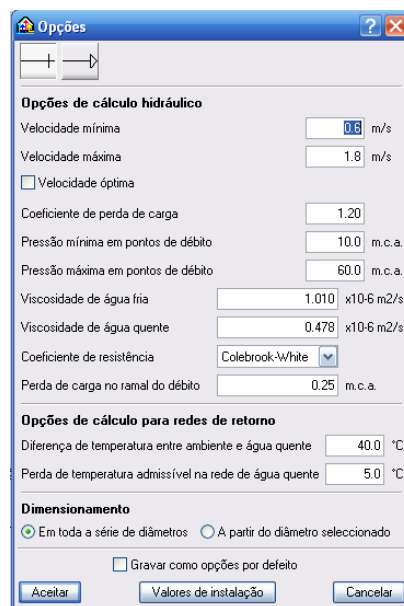 Opções
Opções de cálculo hidráulico
Velocidade mínima 0.6 m/s
Velocidade máxima 1.8 m/s
Velocidade óptima
Coeficiente de perda de carga 1.20
Pressão mínima em pontos de débito 10.0 m.c.a.
Pressão máxima em pontos de débito 60.0 m.c.a.
Viscosidade de água fria 1.010 x10-6 m2/s
Viscosidade de água quente 0.478 x10-6 m2/s
Coeficiente de resistência Colebrook-White
Perda de carga no ramal do débito 0.25 m.c.a.
Opções de cálculo para redes de retorno
Diferença de temperatura entre ambiente e água quente 40.0 °C
Perda de temperatura admissível na rede de água quente 5.0 °C
Dimensionamento
Em toda a série de diâmetros A partir do diâmetro seleccionado
Gravar como opções por defeito
Aceitar Valores de instalação Cancelar